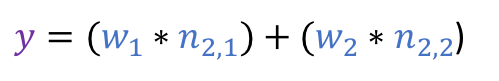 y = (w₁ * n₂,₁) + (w₂ * n₂,₂)